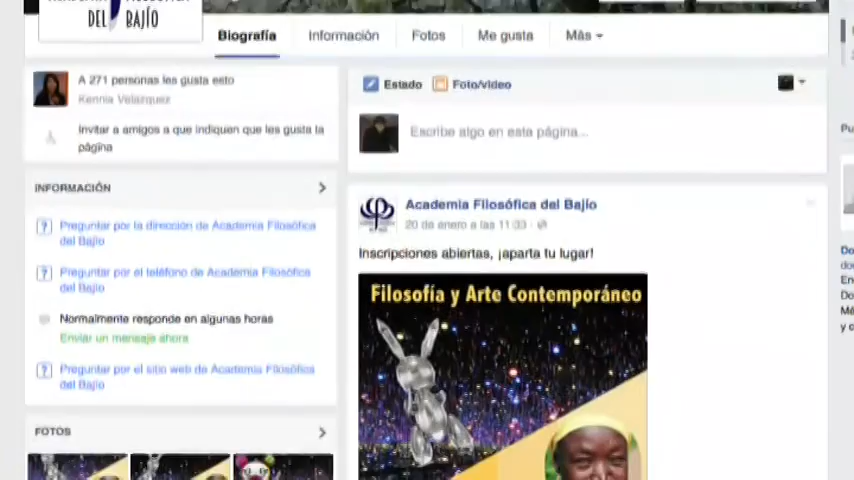 DEL BAJÍO
Biografía Información Fotos Me gusta Más
A 271 personas les gusta esto
Kennia Velazquez
Invitar a amigos a que indiquen que les gusta la
página
INFORMACIÓN
Preguntar por la dirección de Academia Filosófica
del Bajío
Preguntar por el teléfono de Academia Filosófica
del Bajío
Normalmente responde en algunas horas
Enviar un mensaje ahora
Preguntar por el sitio web de Academia Filosófica
del Bajío
FOTOS
Estado Foto/video
Escribe algo en esta página...
Academia Filosófica del Bajío
20 de enero a las 11:33
Inscripciones abiertas, ¡aparta tu lugar!
Filosofía y Arte Contemporáneo